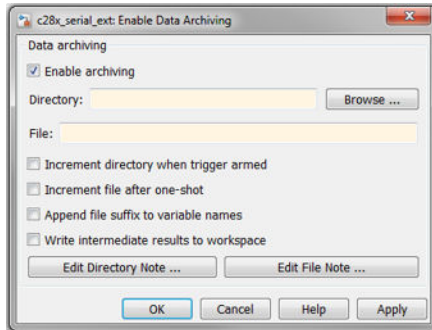 c28x_serial_ext: Enable Data Archiving
Data archiving
Enable archiving
Directory: Browse ...
File:
Increment directory when trigger armed
Increment file after one-shot
Append file suffix to variable names
Write intermediate results to workspace
Edit Directory Note ... Edit File Note ...
OK Cancel Help Apply